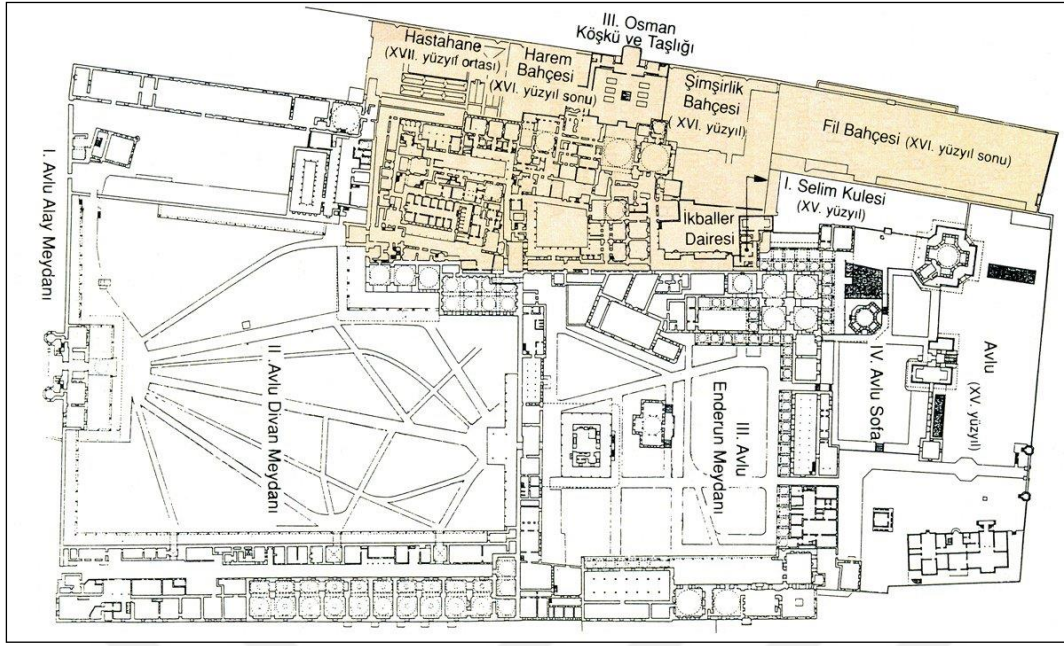 III. Osman
Köşkü ve Taşlığı
Hastahane
(XVII. yüzyıl ortası)
Harem
Bahçesi
(XVI. yüzyıl sonu)
Şimşirlik
Bahçesi
XVI. yüzyıl)
Fil Bahçesi (XVI. yüzyıl sonu)
I. Selim Kulesi
(XV. yüzyıl)
İkballer
Dairesi
I. Avlu Alay Meydanı
II .Avlu Divan Meydanı
III. Avlu
Enderun Meydanı
IV. Avlu Sofa
Avlu
(XV. yüzyıl)